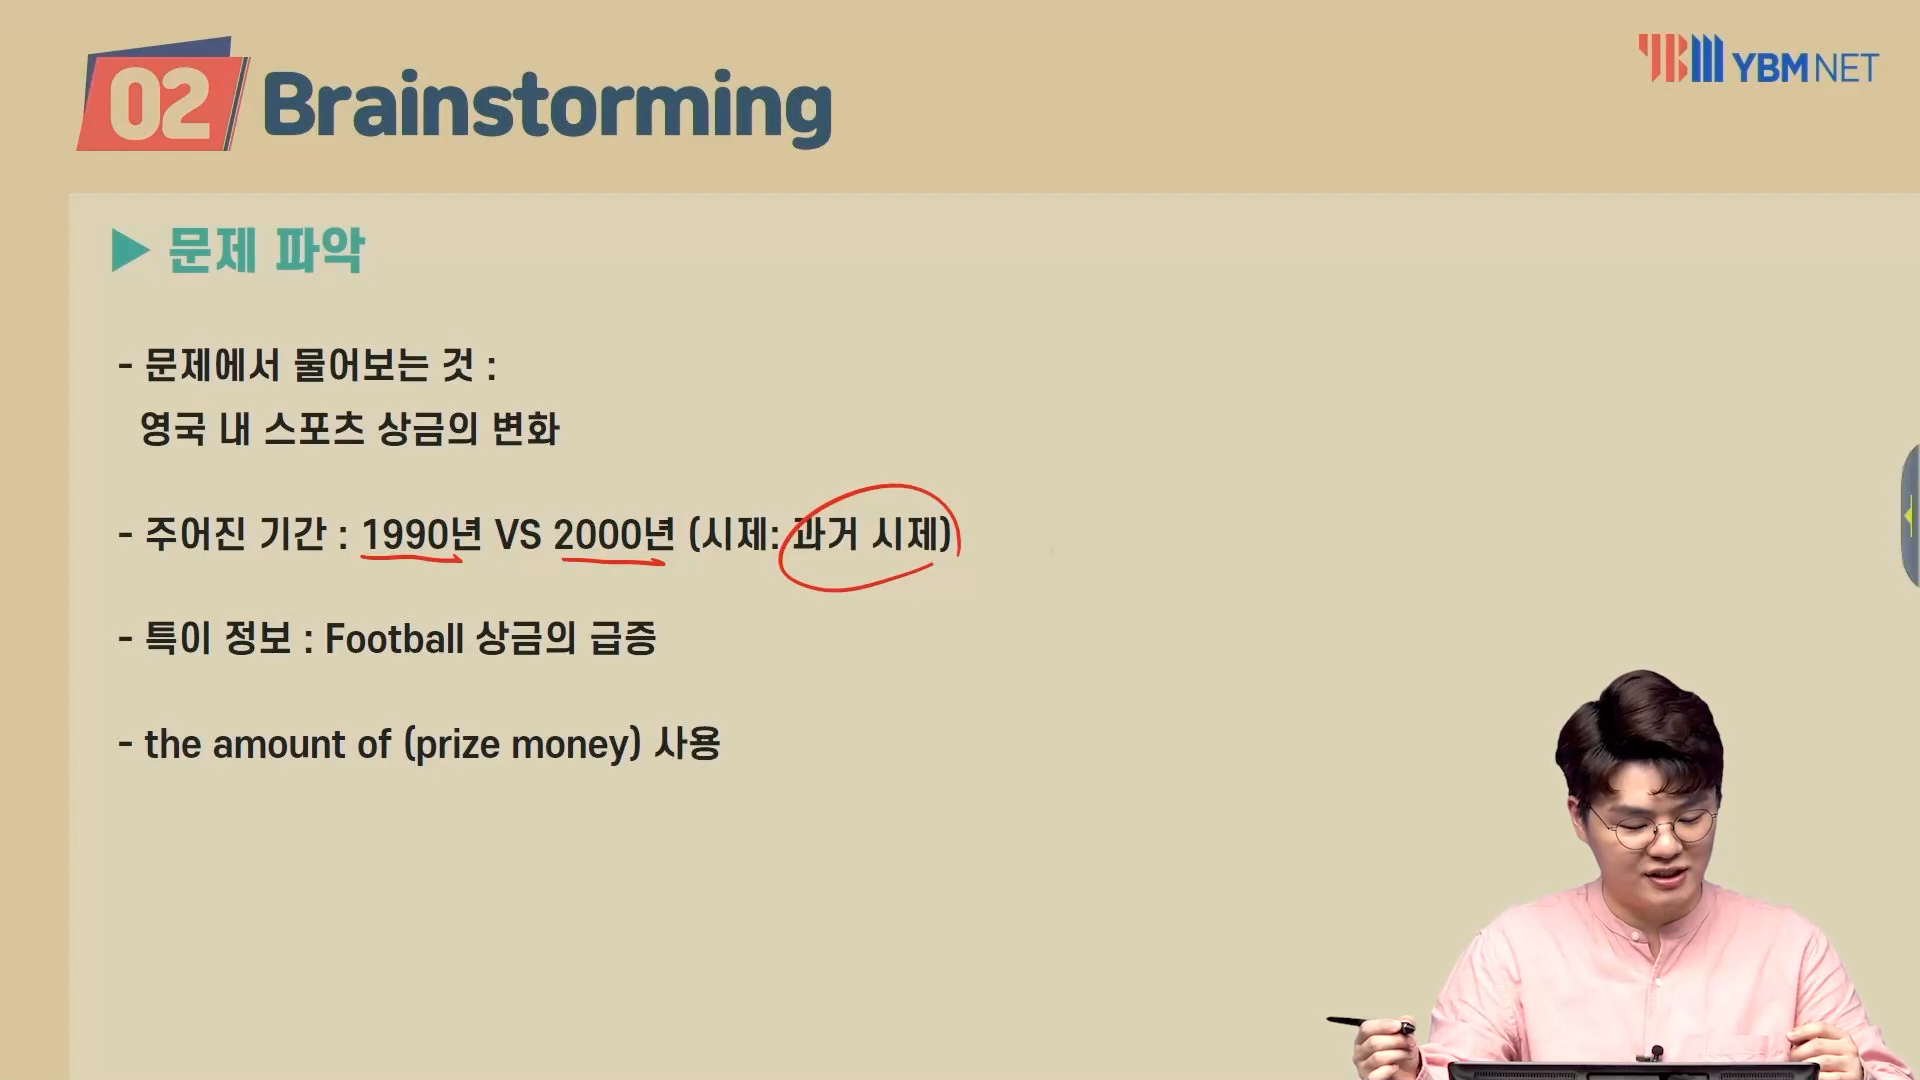 02 Brainstorming
YBM NET
▶ 문제 파악
- 문제에서 물어보는 것 :
영국 내 스포츠 상금의 변화
- 주어진 기간 : 1990년 VS 2000년 (시제: 과거 시제)
- 특이 정보 : Football 상금의 급증
- the amount of (prize money) 사용